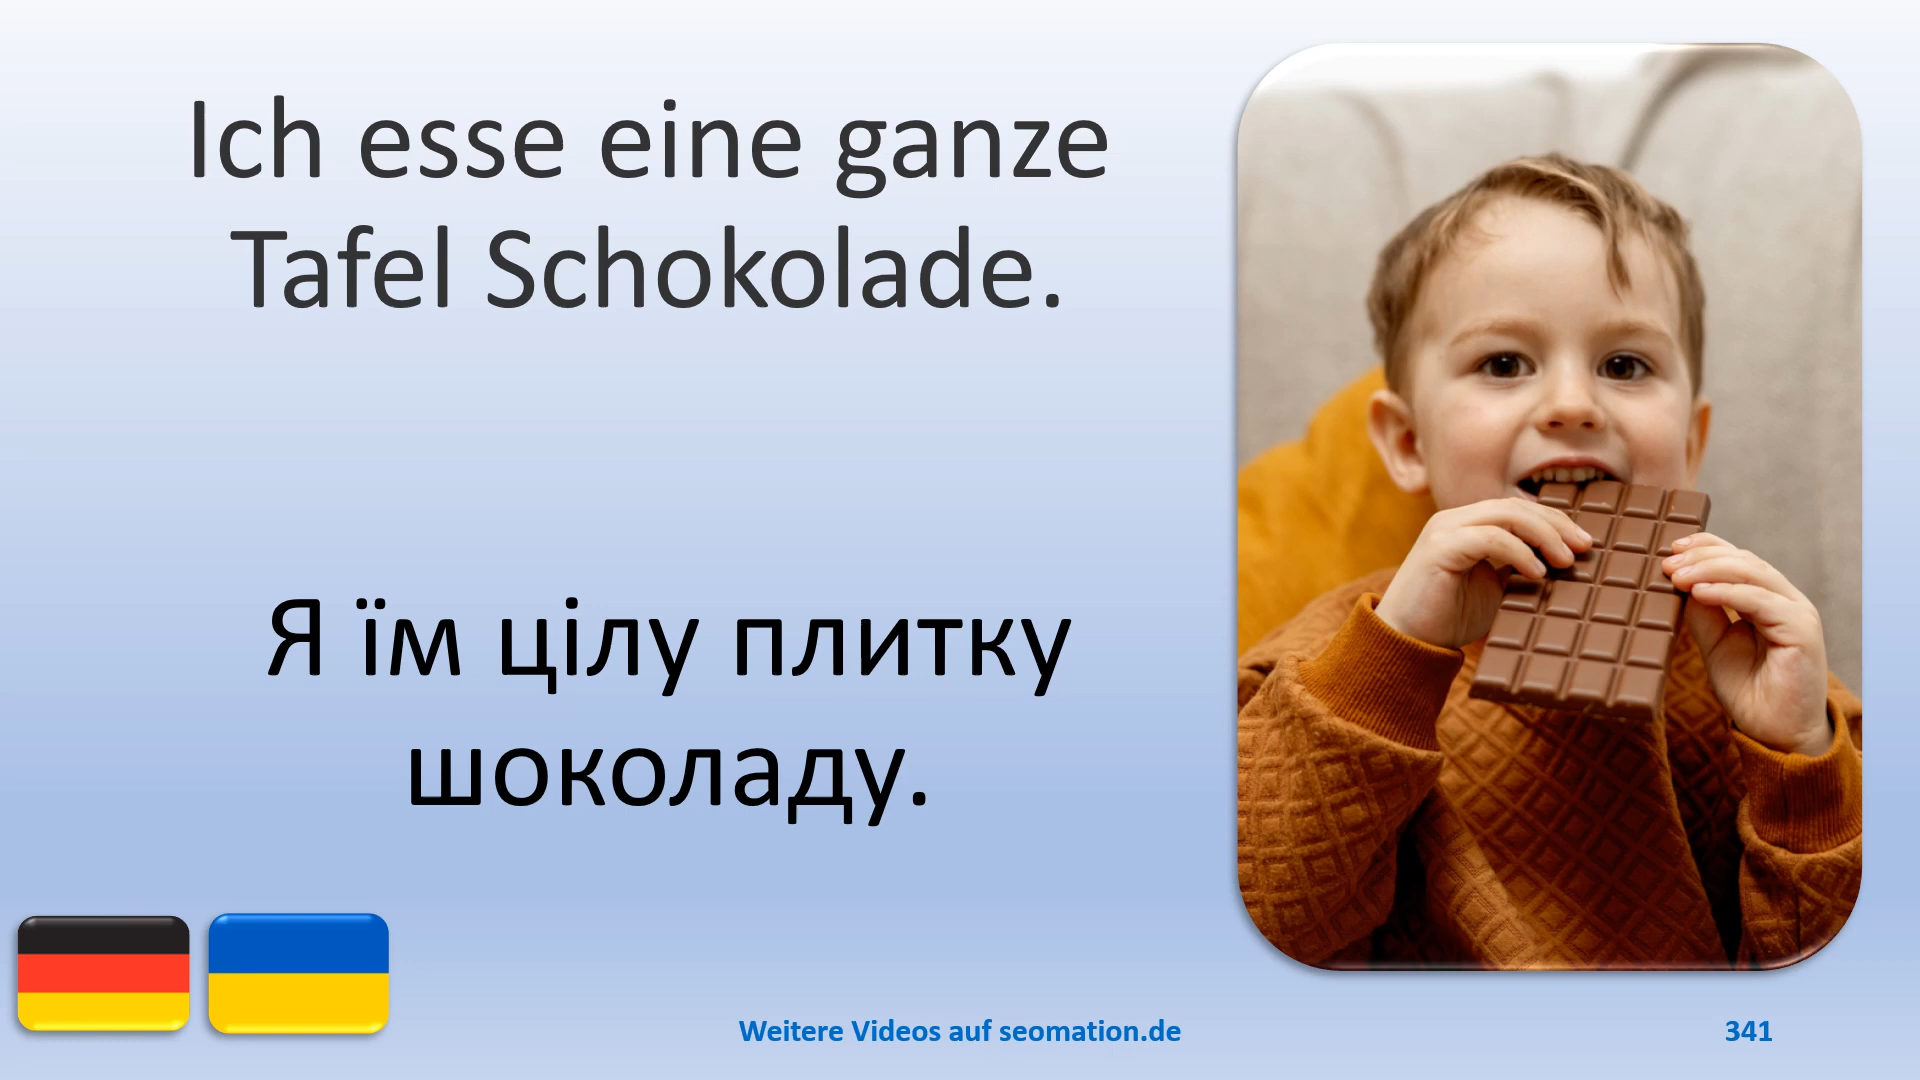 Ich esse eine ganze
Tafel Schokolade.
Я їм цілу плитку
шоколаду.
Weitere Videos auf seomation.de
341